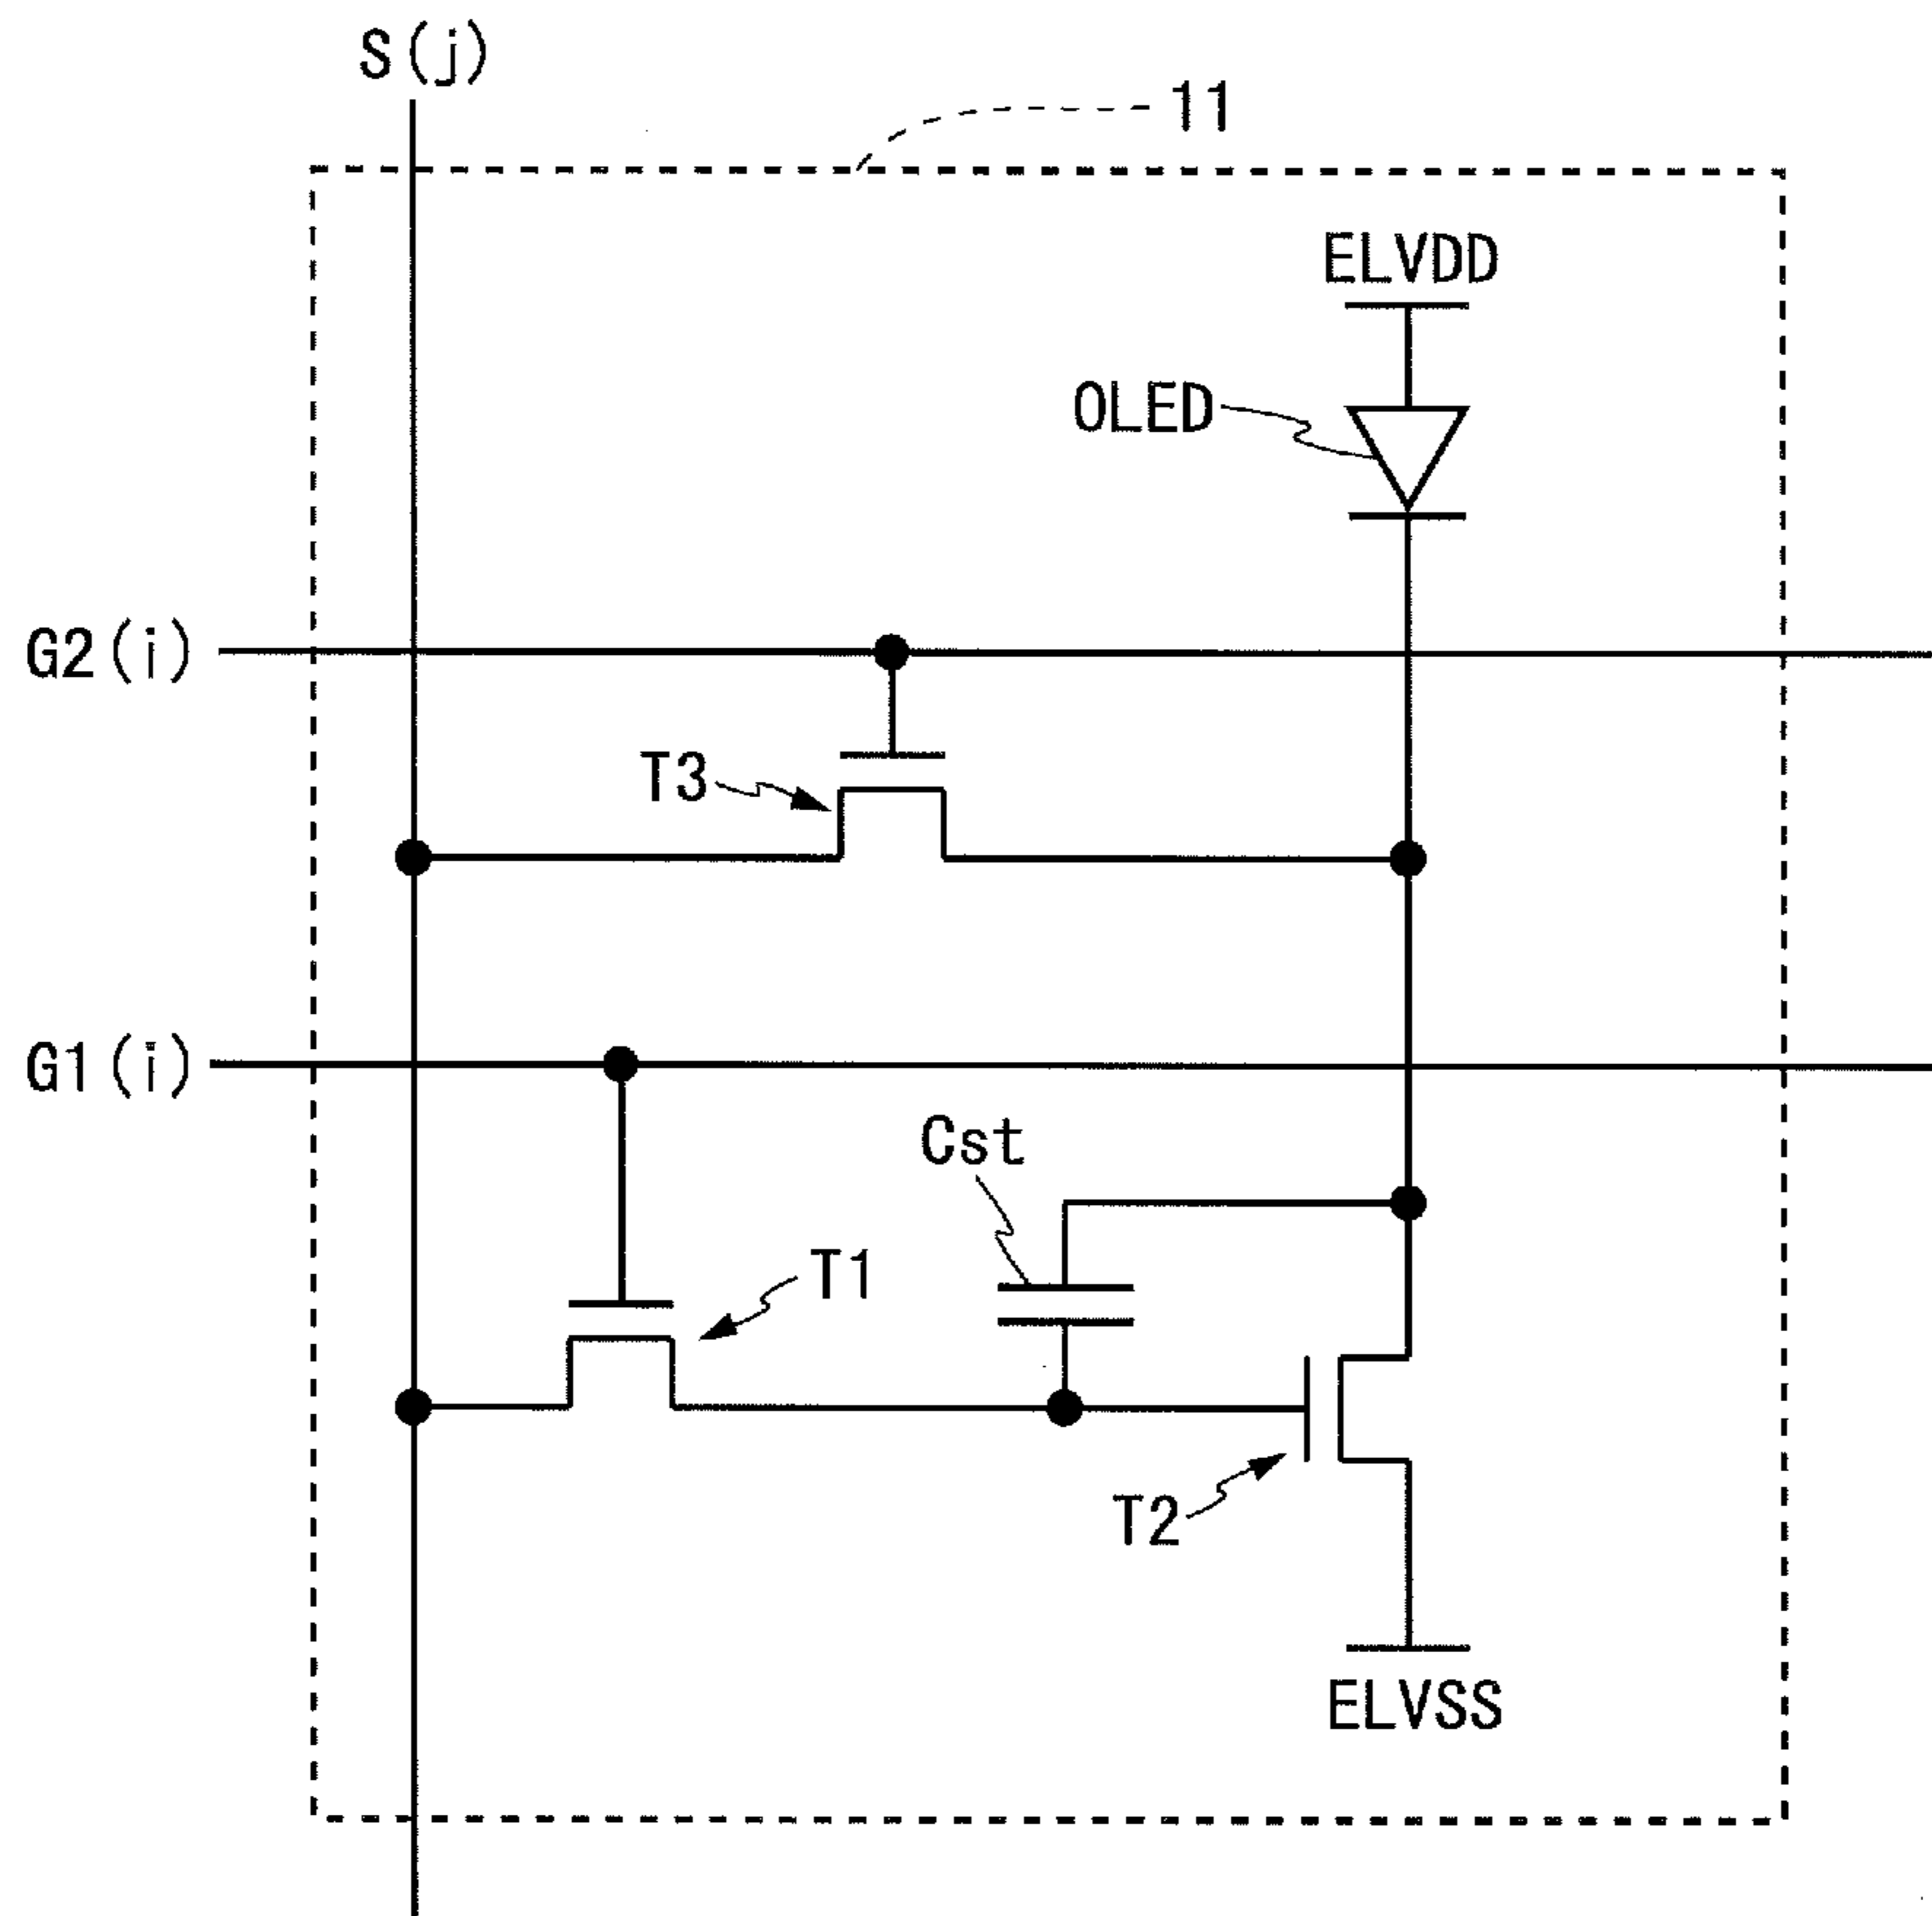 S(j)
11
ELVDD
OLED
G2(i)
T3
G1(i)
Cst
T1
T2
ELVSS